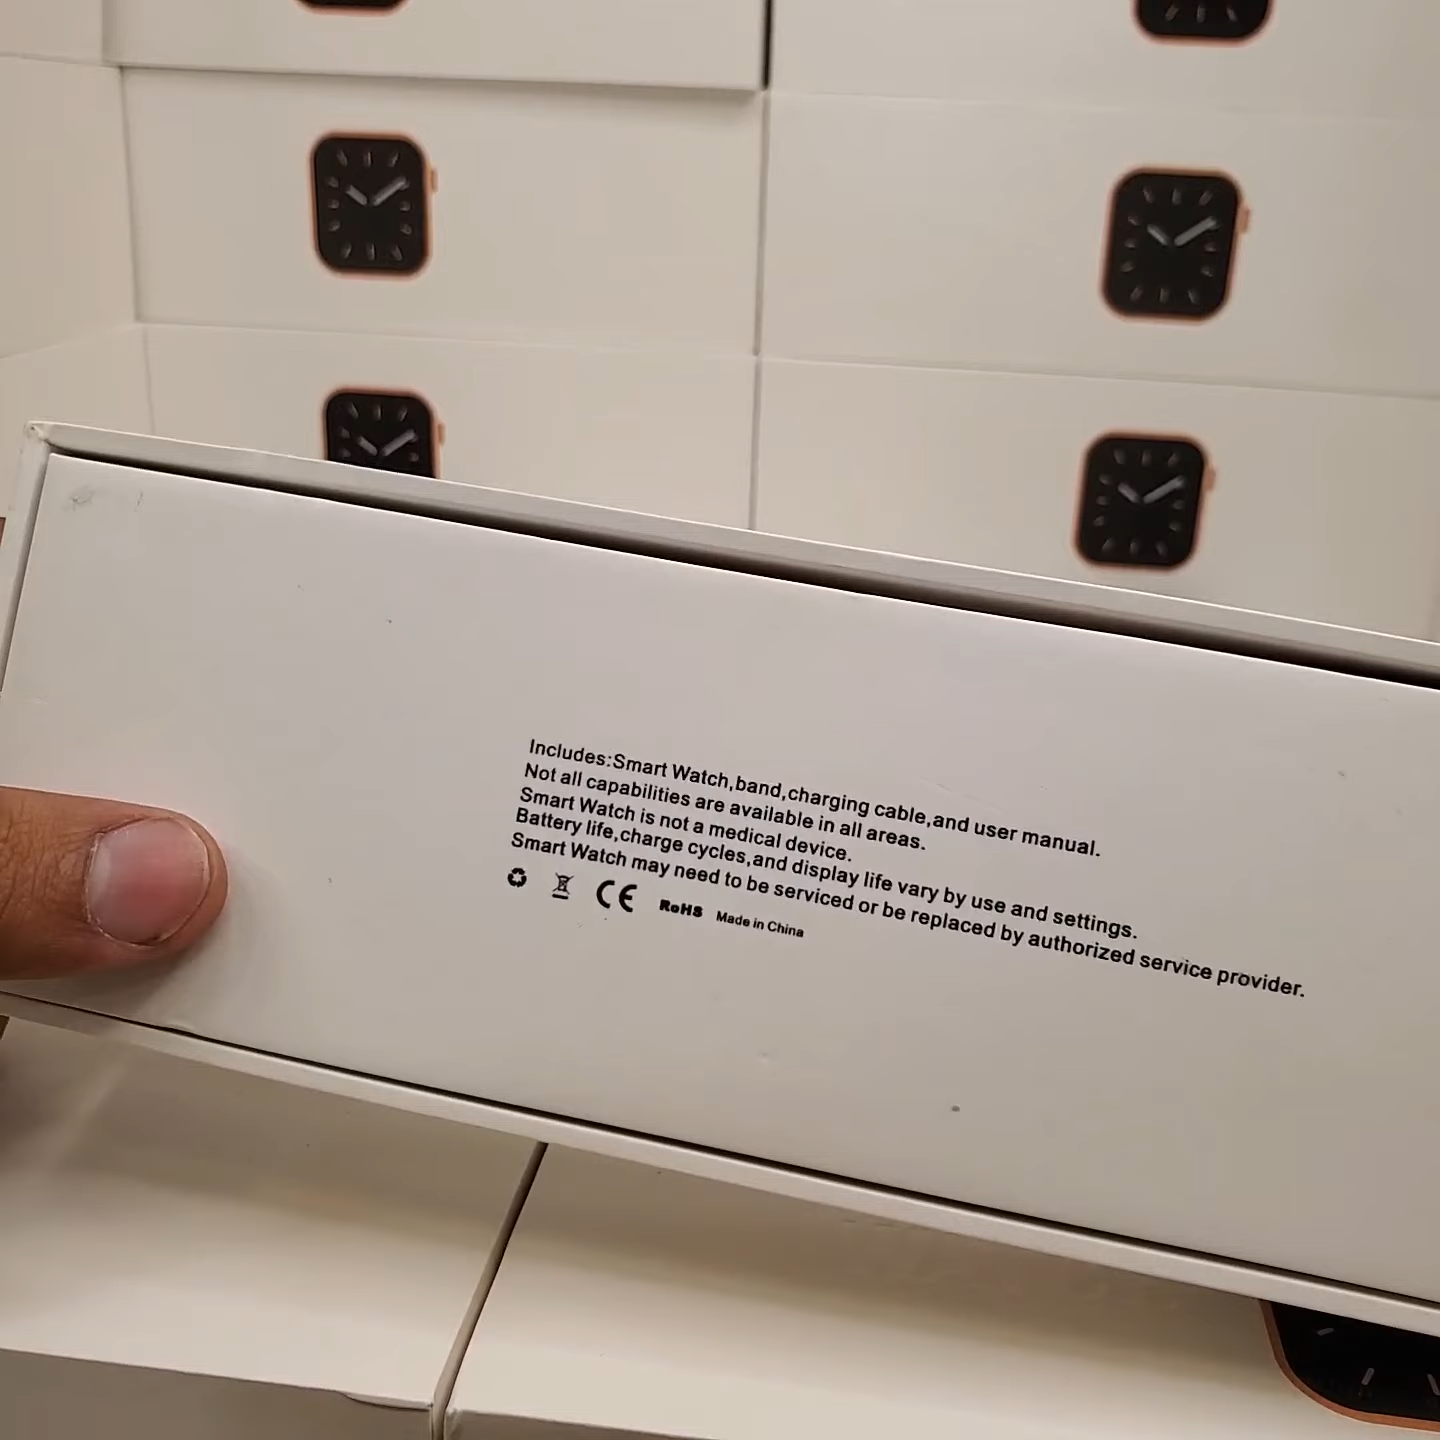 Includes:Smart Watch,band,charging cable,and user manual.
Not all capabilities are available in all areas.
Smart Watch is not a medical device.
Battery life,charge cycles,and display life vary by use and settings.
Smart Watch may need to be serviced or be replaced by authorized service provider.
CE RoHS Made in China